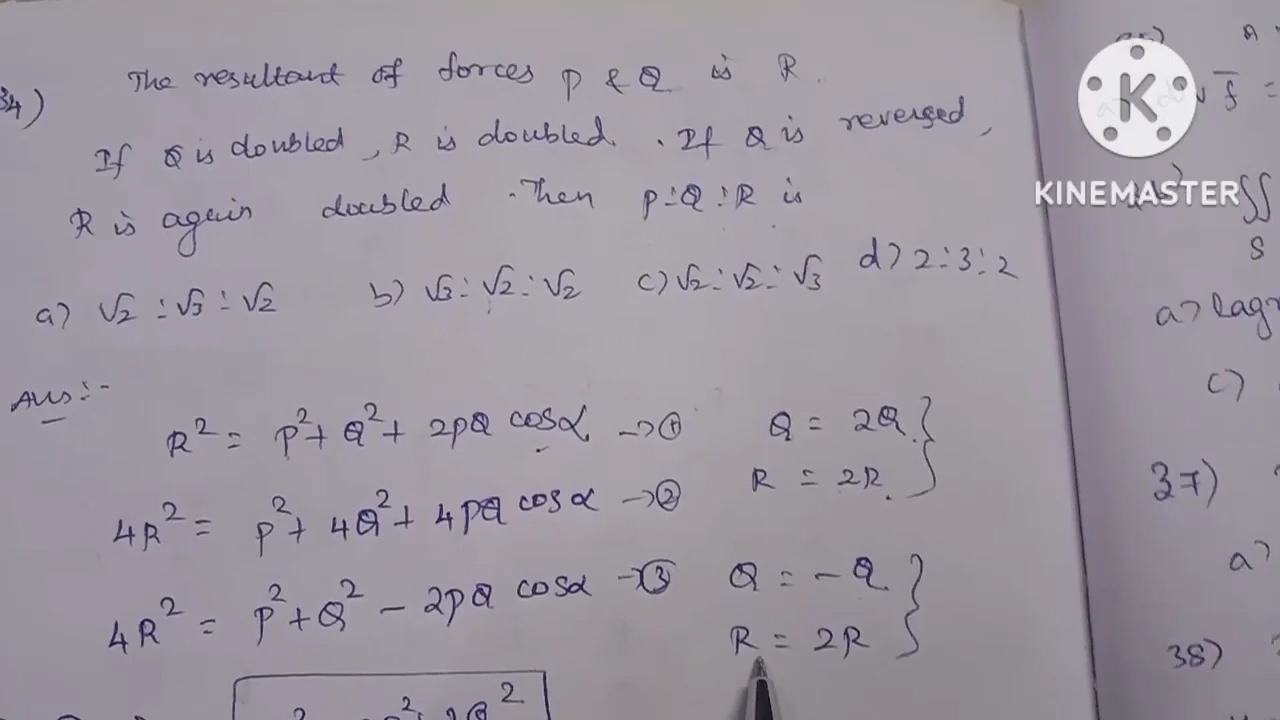 34) The resultant of forces P & Q is R.
If Q is doubled, R is doubled. If Q is reversed,
R is again doubled. Then P:Q:R is
a) √2 : √3 : √2 b) √3 : √2 : √2 c) √2 : √2 : √3 d) 2:3:2
Ans:-
R² = P² + Q² + 2PQ cosα → ① Q = 2Q }
R = 2R.
4R² = P² + 4Q² + 4PQ cosα → ②
4R² = P² + Q² - 2PQ cosα → ③ Q = -Q }
R = 2R
KINEMASTER
S
a) Lagr
c)
37)
a)
38)